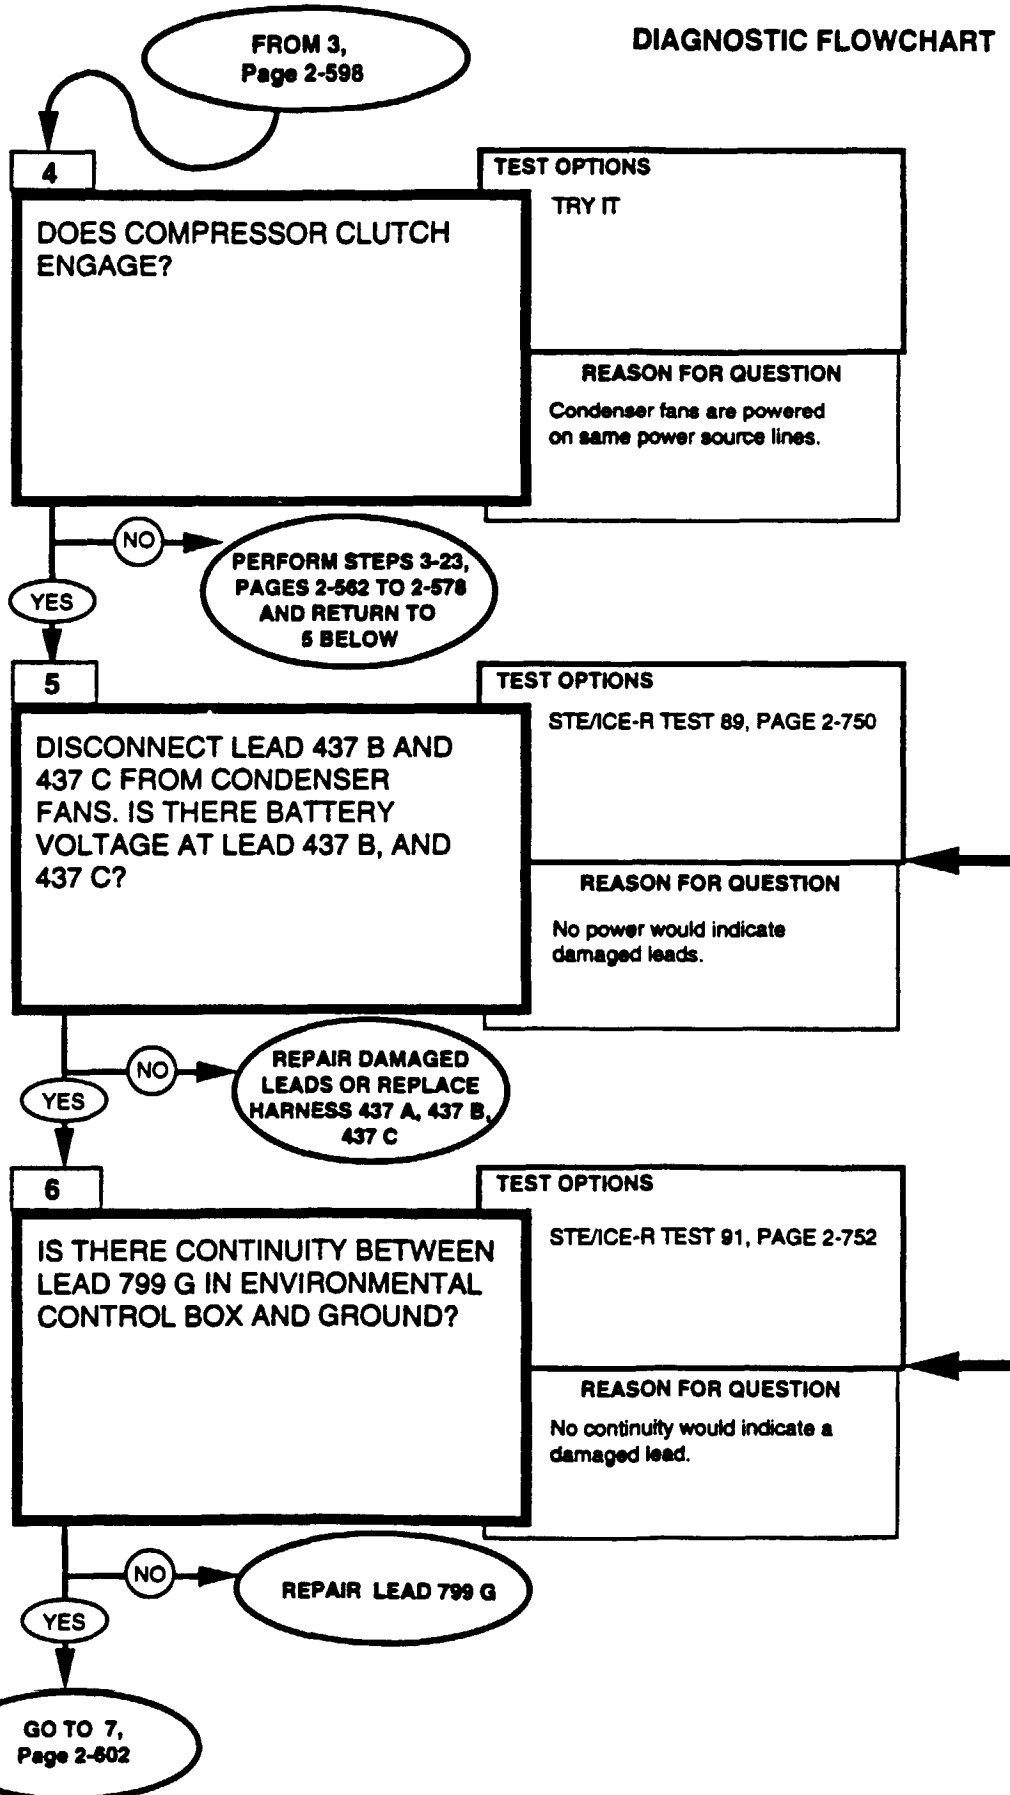 DIAGNOSTIC FLOWCHART
FROM 3,
Page 2-598
4
DOES COMPRESSOR CLUTCH
ENGAGE?
TEST OPTIONS
TRY IT
REASON FOR QUESTION
Condenser fans are powered
on same power source lines.
NO
PERFORM STEPS 3-23,
PAGES 2-562 TO 2-578
AND RETURN TO
5 BELOW
YES
5
DISCONNECT LEAD 437 B AND
437 C FROM CONDENSER
FANS. IS THERE BATTERY
VOLTAGE AT LEAD 437 B, AND
437 C?
TEST OPTIONS
STE/ICE-R TEST 89, PAGE 2-750
REASON FOR QUESTION
No power would indicate
damaged leads.
NO
REPAIR DAMAGED
LEADS OR REPLACE
HARNESS 437 A, 437 B,
437 C
YES
6
IS THERE CONTINUITY BETWEEN
LEAD 799 G IN ENVIRONMENTAL
CONTROL BOX AND GROUND?
TEST OPTIONS
STE/ICE-R TEST 91, PAGE 2-752
REASON FOR QUESTION
No continuity would indicate a
damaged lead.
NO
REPAIR LEAD 799 G
YES
GO TO 7,
Page 2-602